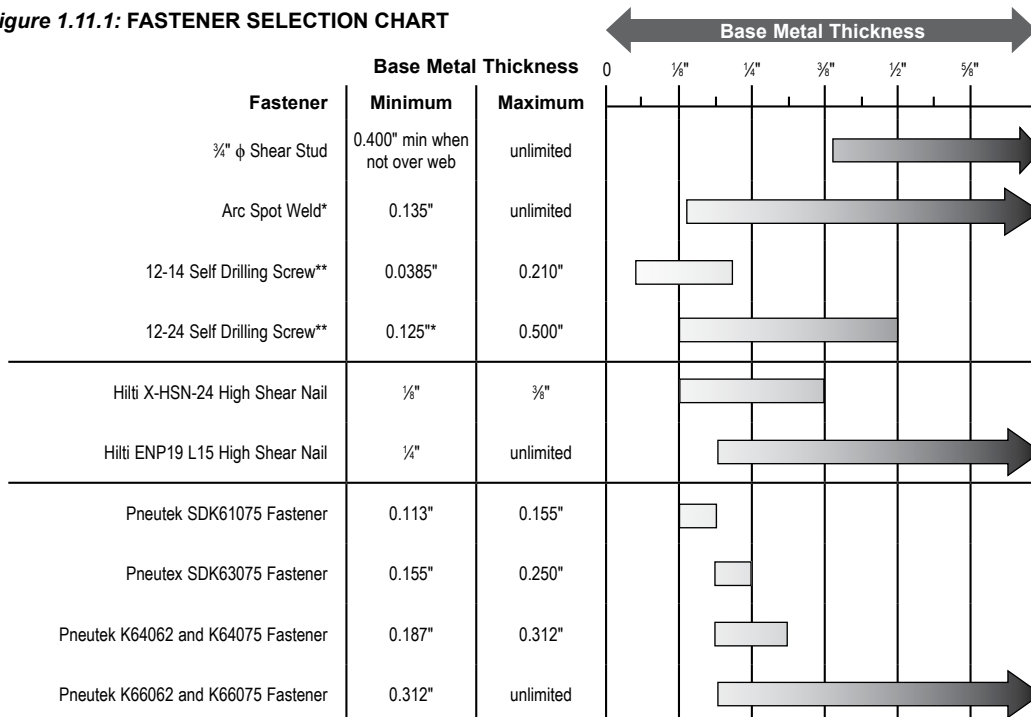 igure 1.11.1: FASTENER SELECTION CHART
Base Metal Thickness
Base Metal Thickness
0 ⅛" ¼" ⅜" ½" ⅝"
Fastener Minimum Maximum
¾" ϕ Shear Stud 0.400" min when not over web unlimited
Arc Spot Weld* 0.135" unlimited
12-14 Self Drilling Screw** 0.0385" 0.210"
12-24 Self Drilling Screw** 0.125"* 0.500"
Hilti X-HSN-24 High Shear Nail ⅛" ⅜"
Hilti ENP19 L15 High Shear Nail ¼" unlimited
Pneutek SDK61075 Fastener 0.113" 0.155"
Pneutex SDK63075 Fastener 0.155" 0.250"
Pneutek K64062 and K64075 Fastener 0.187" 0.312"
Pneutek K66062 and K66075 Fastener 0.312" unlimited